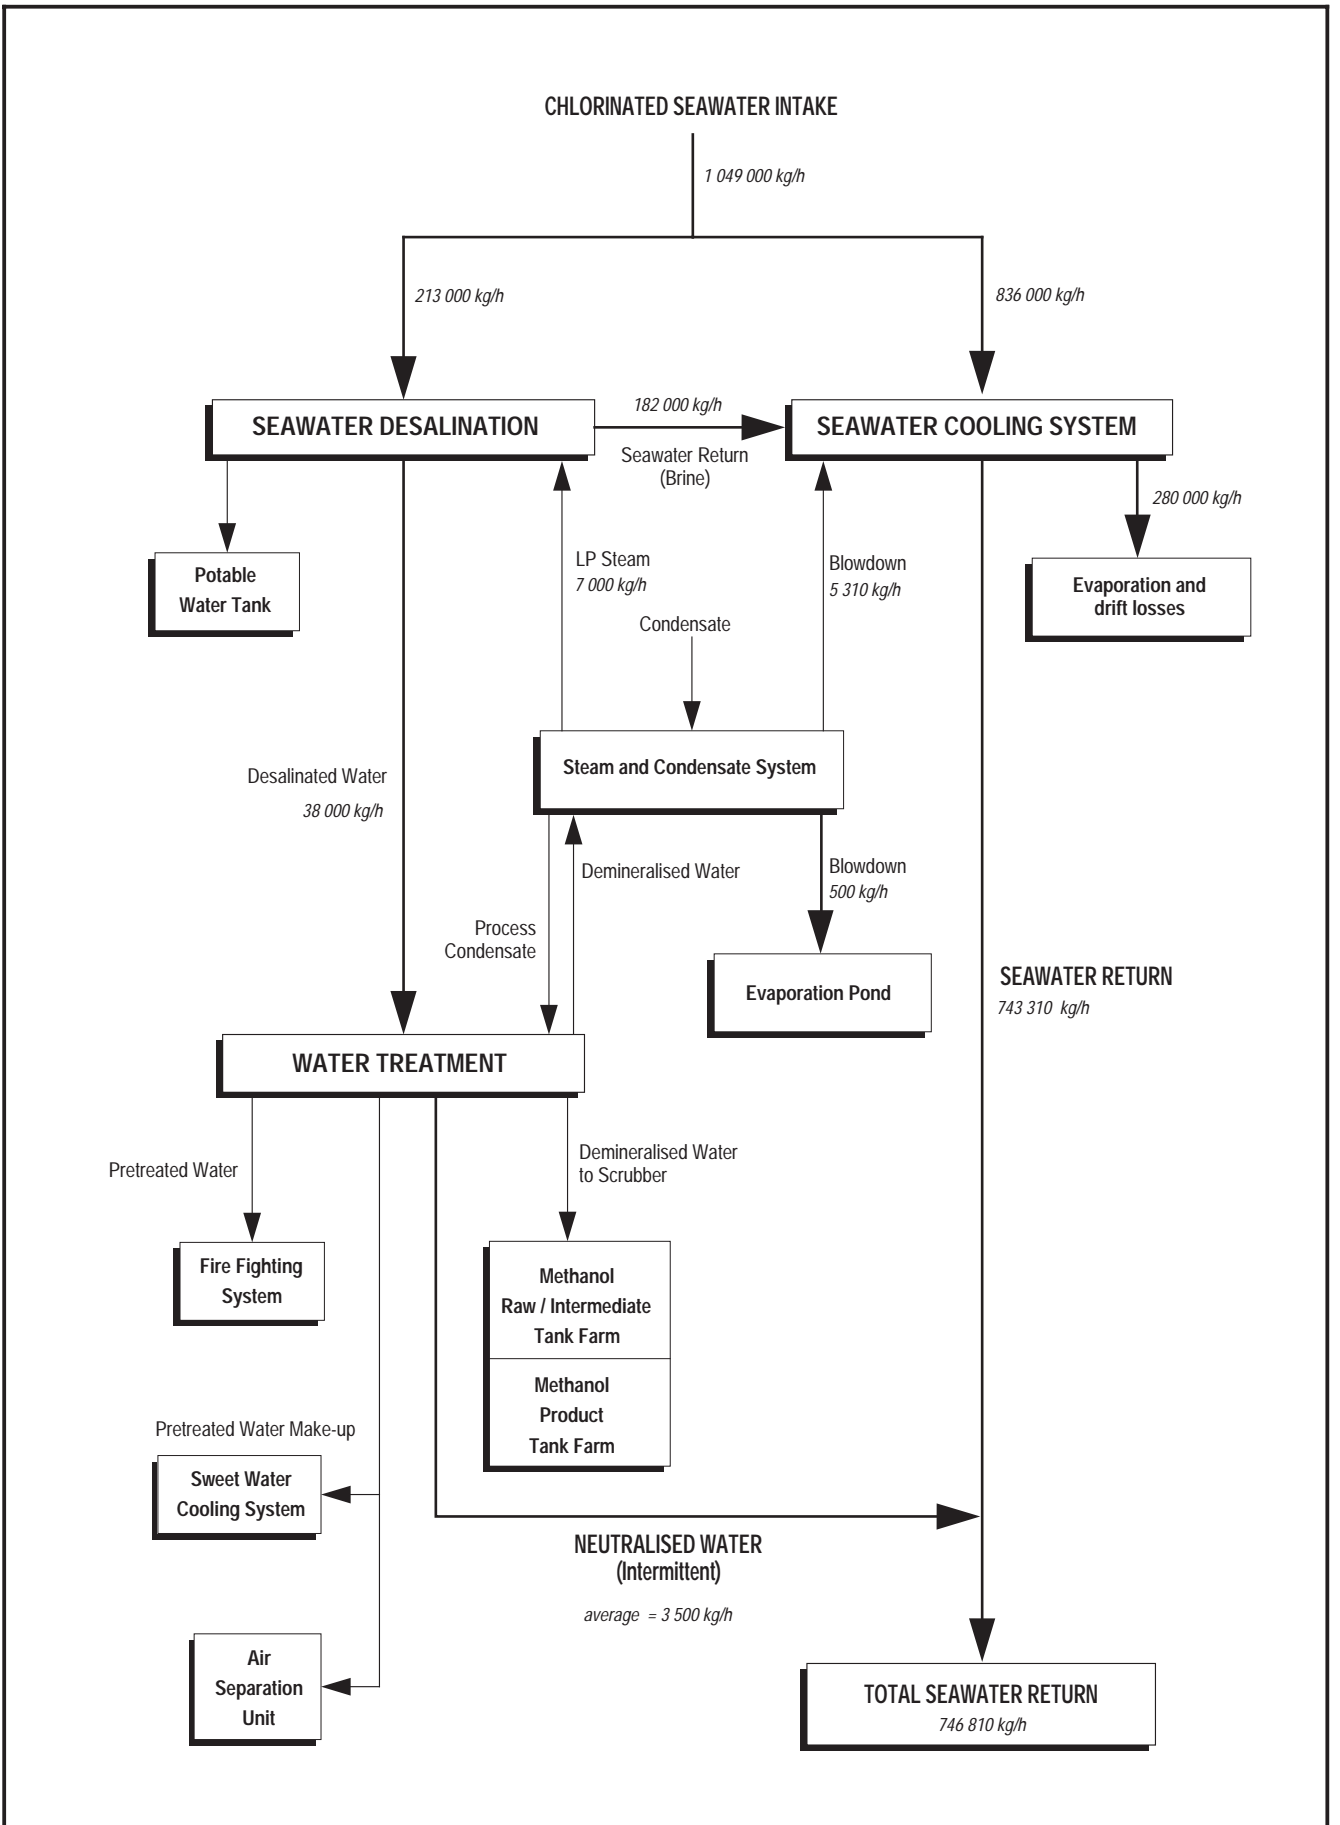 CHLORINATED SEAWATER INTAKE
1 049 000 kg/h
213 000 kg/h
836 000 kg/h
SEAWATER DESALINATION
182 000 kg/h
Seawater Return
(Brine)
SEAWATER COOLING SYSTEM
280 000 kg/h
Potable
Water Tank
LP Steam
7 000 kg/h
Blowdown
5 310 kg/h
Evaporation and
drift losses
Condensate
Steam and Condensate System
Desalinated Water
38 000 kg/h
Demineralised Water
Blowdown
500 kg/h
Process
Condensate
Evaporation Pond
SEAWATER RETURN
743 310 kg/h
WATER TREATMENT
Pretreated Water
Demineralised Water
to Scrubber
Fire Fighting
System
Methanol
Raw / Intermediate
Tank Farm
Methanol
Product
Tank Farm
Pretreated Water Make-up
Sweet Water
Cooling System
NEUTRALISED WATER
(Intermittent)
average = 3 500 kg/h
Air
Separation
Unit
TOTAL SEAWATER RETURN
746 810 kg/h